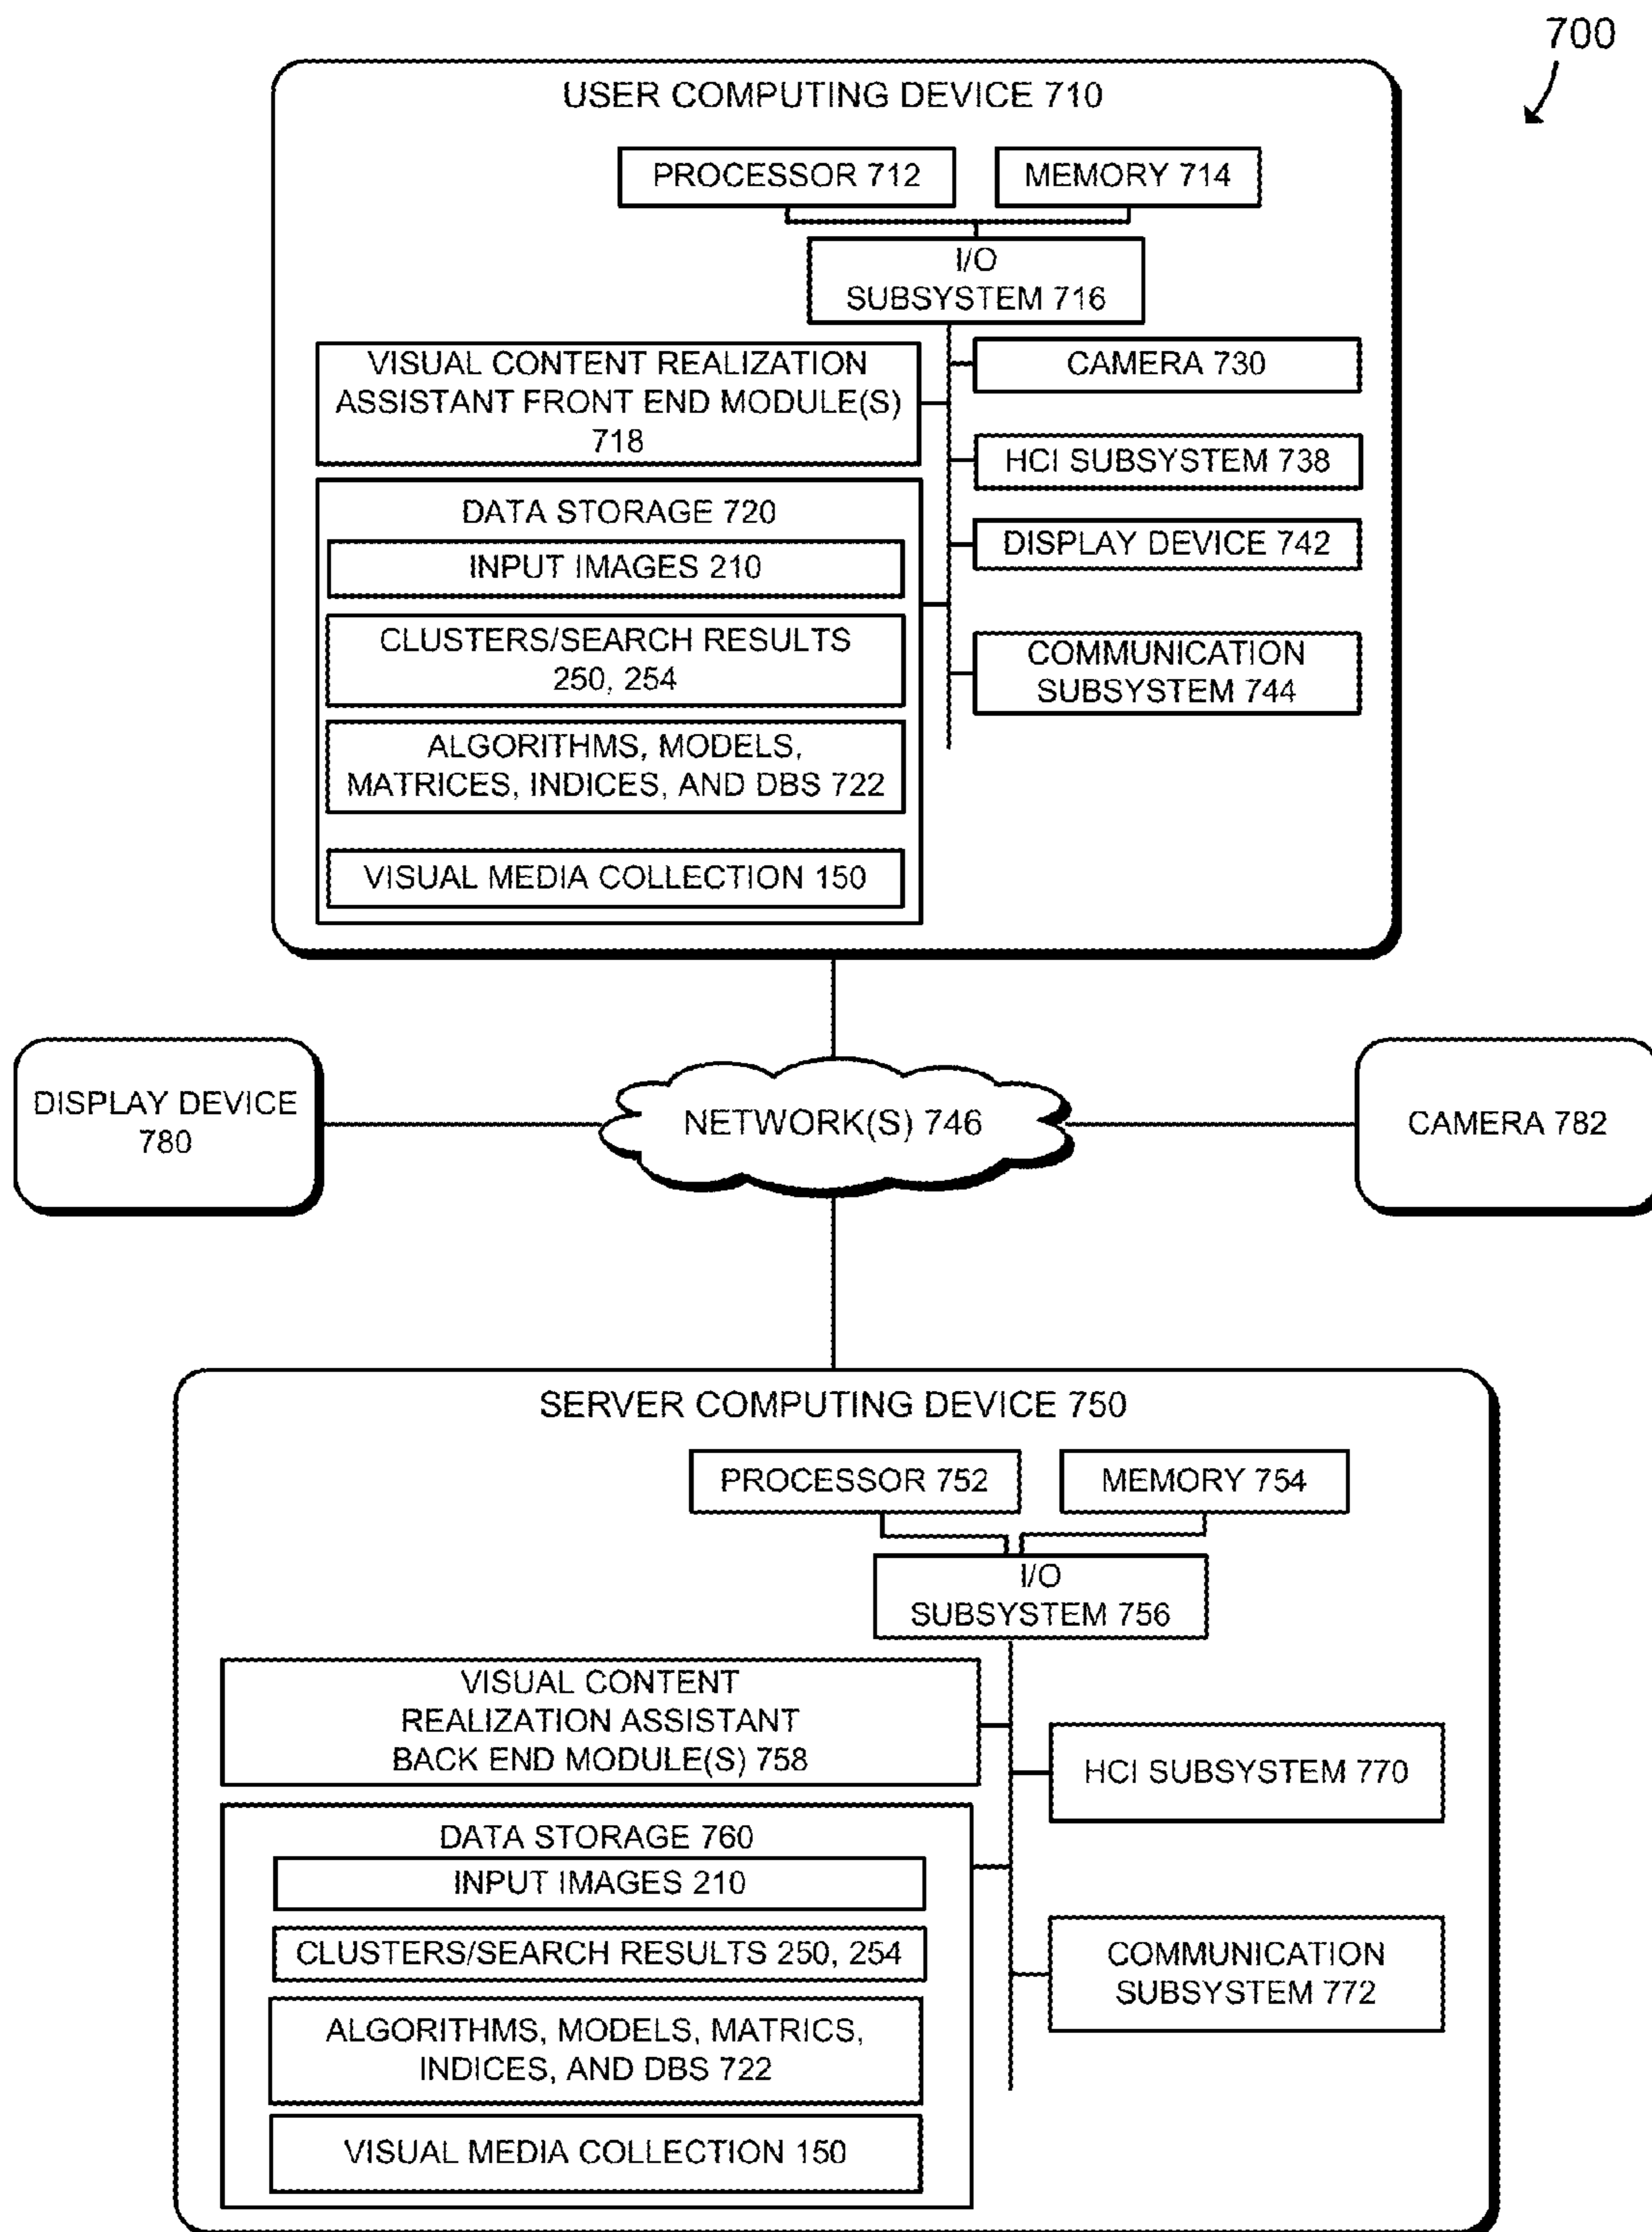 700
USER COMPUTING DEVICE 710
PROCESSOR 712
MEMORY 714
I/O
SUBSYSTEM 716
VISUAL CONTENT REALIZATION
ASSISTANT FRONT END MODULE(S)
718
CAMERA 730
HCI SUBSYSTEM 738
DISPLAY DEVICE 742
COMMUNICATION
SUBSYSTEM 744
DATA STORAGE 720
INPUT IMAGES 210
CLUSTERS/SEARCH RESULTS
250, 254
ALGORITHMS, MODELS,
MATRICES, INDICES, AND DBS 722
VISUAL MEDIA COLLECTION 150
DISPLAY DEVICE
780
NETWORK(S) 746
CAMERA 782
SERVER COMPUTING DEVICE 750
PROCESSOR 752
MEMORY 754
I/O
SUBSYSTEM 756
VISUAL CONTENT
REALIZATION ASSISTANT
BACK END MODULE(S) 758
HCI SUBSYSTEM 770
COMMUNICATION
SUBSYSTEM 772
DATA STORAGE 760
INPUT IMAGES 210
CLUSTERS/SEARCH RESULTS 250, 254
ALGORITHMS, MODELS, MATRICS,
INDICES, AND DBS 722
VISUAL MEDIA COLLECTION 150